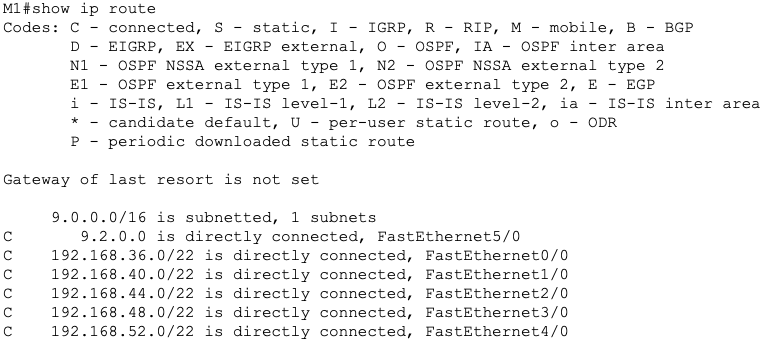 M1#show ip route
Codes: C - connected, S - static, I - IGRP, R - RIP, M - mobile, B - BGP
       D - EIGRP, EX - EIGRP external, O - OSPF, IA - OSPF inter area
       N1 - OSPF NSSA external type 1, N2 - OSPF NSSA external type 2
       E1 - OSPF external type 1, E2 - OSPF external type 2, E - EGP
       i - IS-IS, L1 - IS-IS level-1, L2 - IS-IS level-2, ia - IS-IS inter area
       * - candidate default, U - per-user static route, o - ODR
       P - periodic downloaded static route
Gateway of last resort is not set
     9.0.0.0/16 is subnetted, 1 subnets
C       9.2.0.0 is directly connected, FastEthernet5/0
C    192.168.36.0/22 is directly connected, FastEthernet0/0
C    192.168.40.0/22 is directly connected, FastEthernet1/0
C    192.168.44.0/22 is directly connected, FastEthernet2/0
C    192.168.48.0/22 is directly connected, FastEthernet3/0
C    192.168.52.0/22 is directly connected, FastEthernet4/0